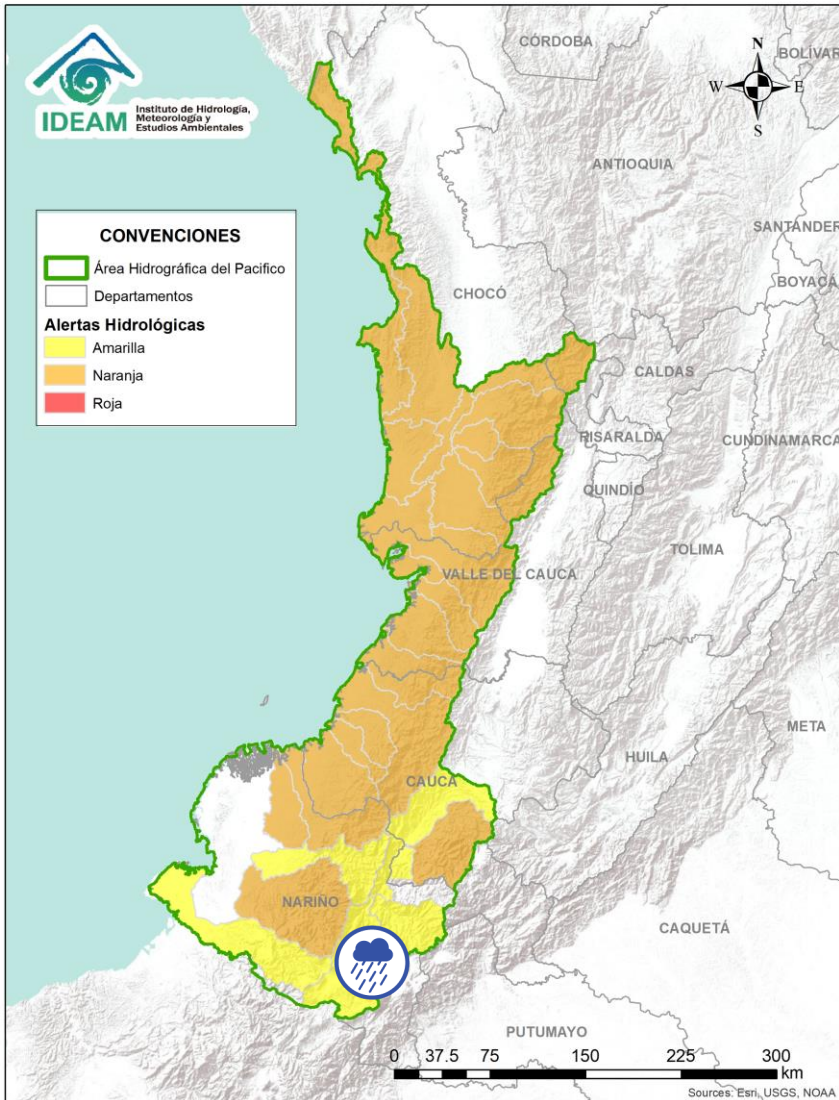 IDEAM
Instituto de Hidrología,
Meteorología y
Estudios Ambientales
CÓRDOBA
BOLÍVAR
N
W
E
S
ANTIOQUIA
SANTANDER
BOYACÁ
CONVENCIONES
Área Hidrográfica del Pacifico
Departamentos
Alertas Hidrológicas
Amarilla
Naranja
Roja
CHOCÓ
CALDAS
RISARALDA
CUNDINAMARCA
QUINDÍO
TOLIMA
VALLE DEL CAUCA
META
HUILA
CAUCA
NARIÑO
CAQUETÁ
PUTUMAYO
0 37.5 75 150 225 300
km
Sources: Esri, USGS, NOAA